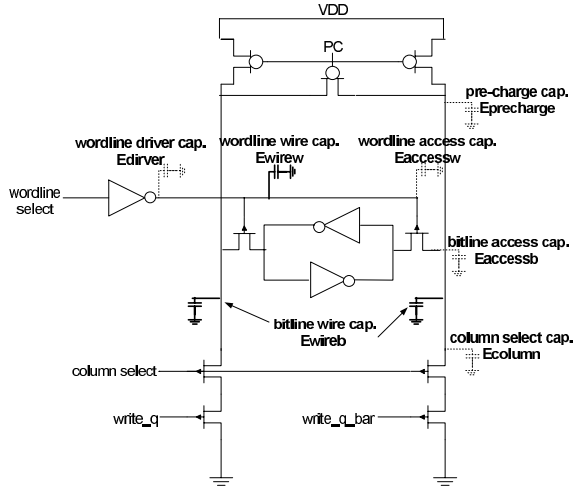 VDD
PC
pre-charge cap.
Eprecharge
wordline driver cap.
Edirver
wordline wire cap.
Ewirew
wordline access cap.
Eaccessw
wordline
select
bitline access cap.
Eaccessb
bitline wire cap.
Ewireb
column select cap.
Ecolumn
column select
write_q
write_q_bar